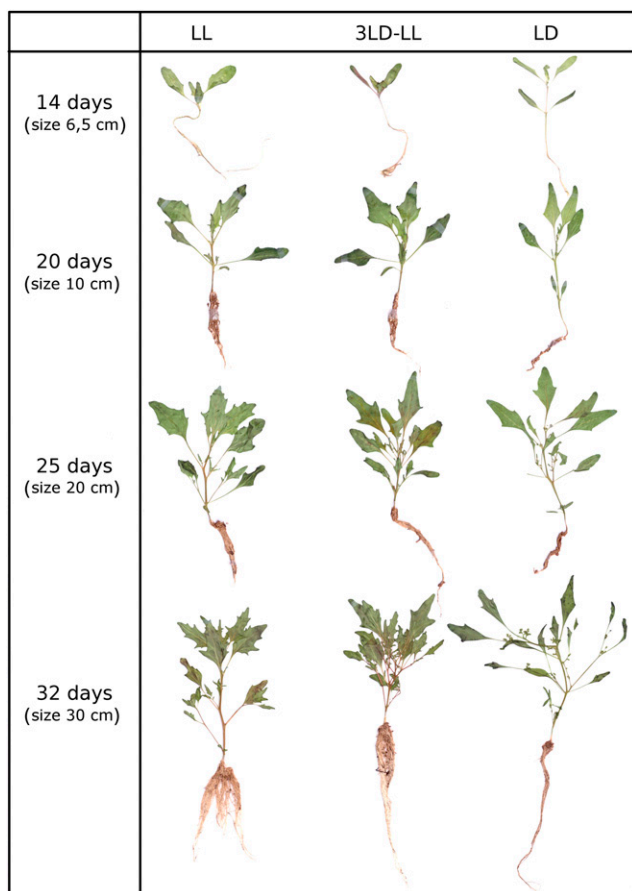 LL 3LD-LL LD
14 days
(size 6,5 cm)
20 days
(size 10 cm)
25 days
(size 20 cm)
32 days
(size 30 cm)